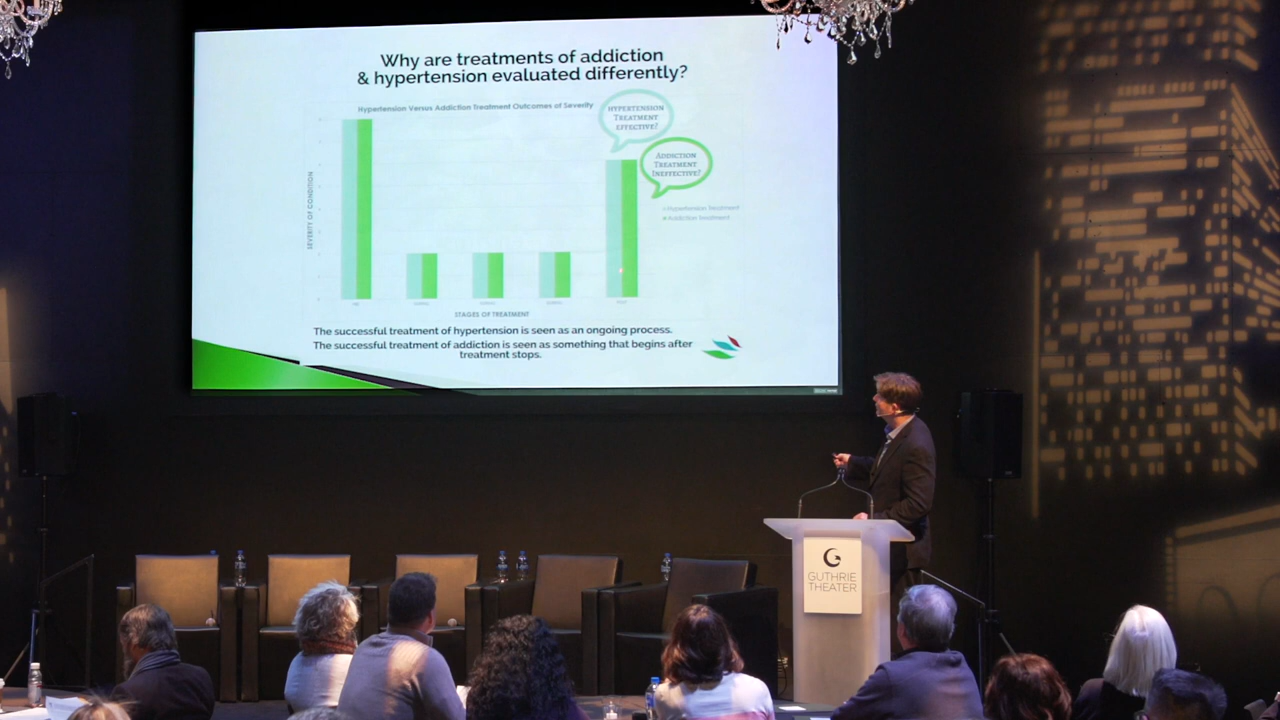 Why are treatments of addiction
& hypertension evaluated differently?
Hypertension Versus Addiction Treatment Outcomes of Severity
HYPERTENSION
TREATMENT
EFFECTIVE?
ADDICTION
TREATMENT
INEFFECTIVE?
SEVERITY OF CONDITION
Hypertension Treatment
Addiction Treatment
STAGES OF TREATMENT
The successful treatment of hypertension is seen as an ongoing process.
The successful treatment of addiction is seen as something that begins after
treatment stops.
GUTHRIE
THEATER